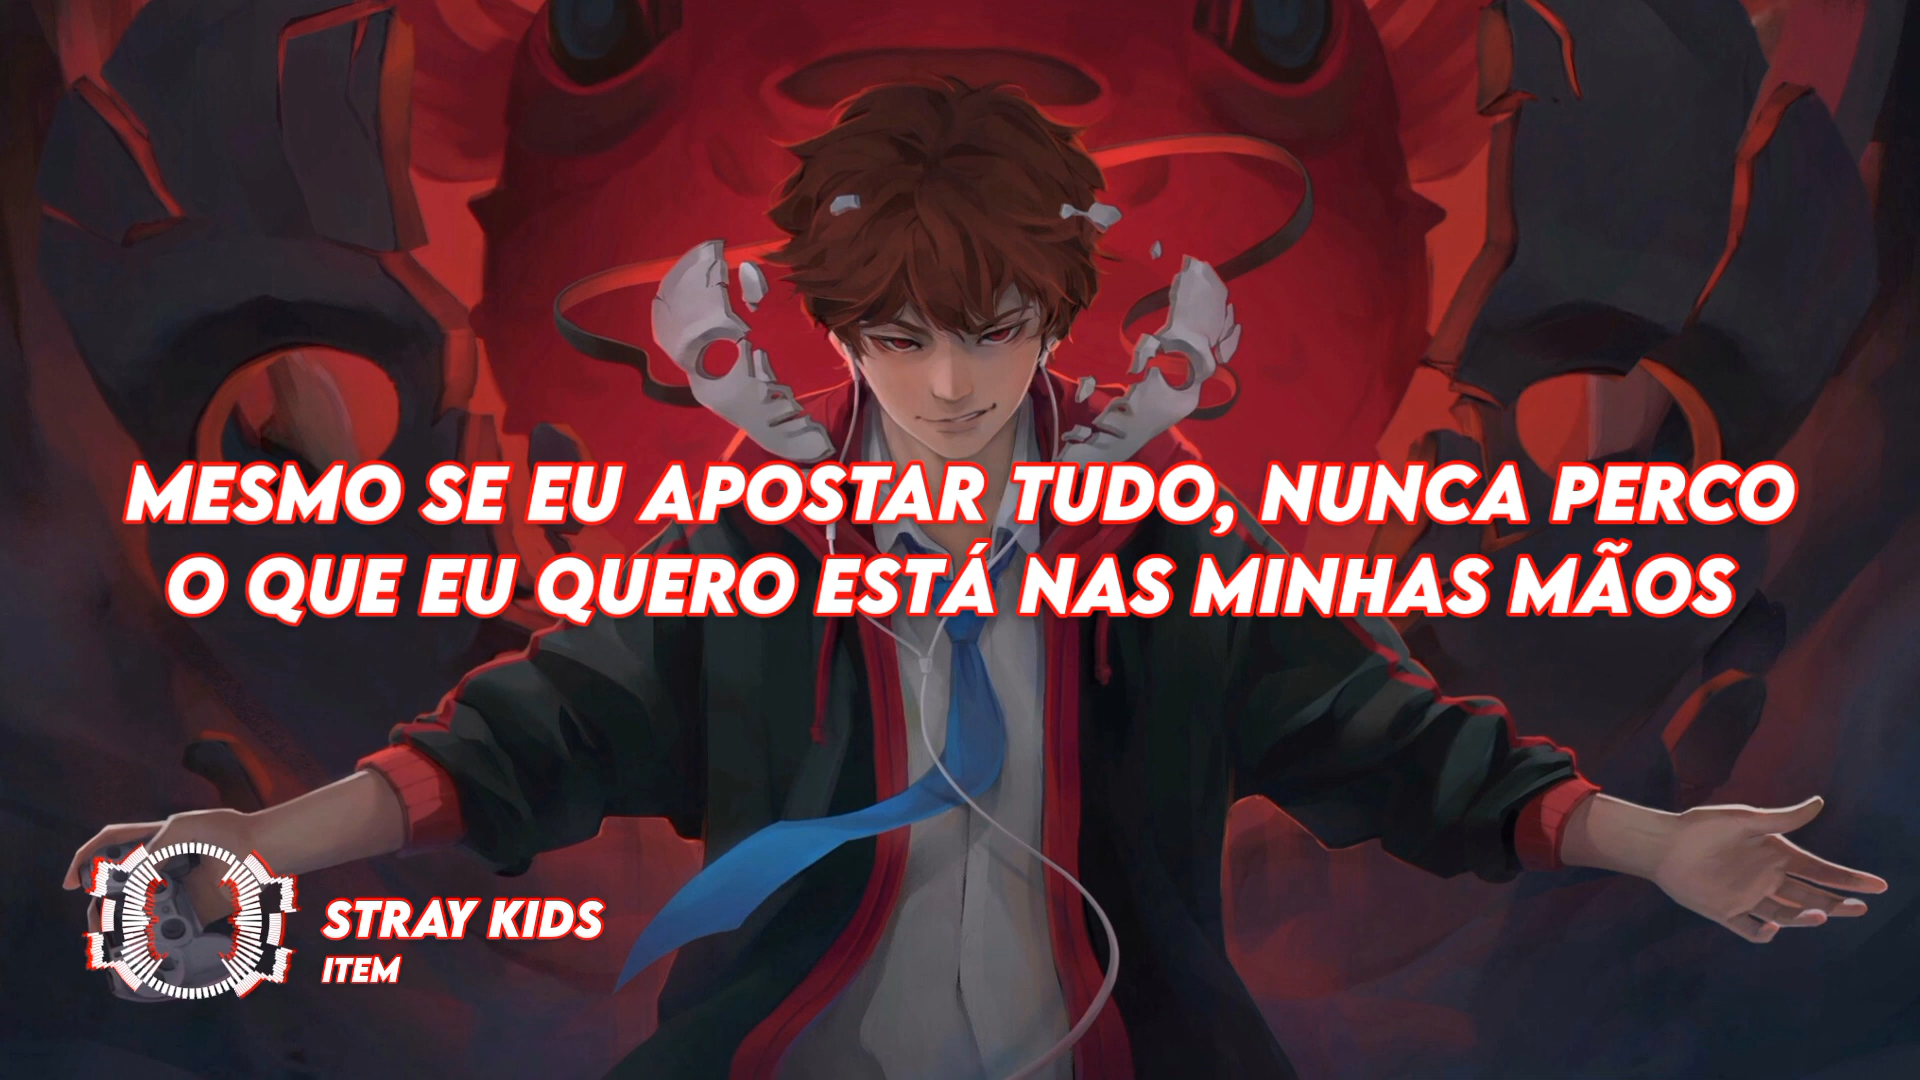 MESMO SE EU APOSTAR TUDO, NUNCA PERCO
O QUE EU QUERO ESTÁ NAS MINHAS MÃOS
STRAY KIDS
ITEM